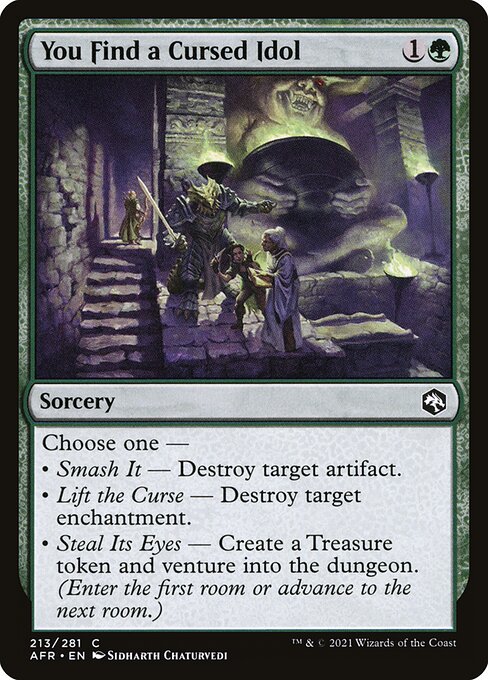 You Find a Cursed Idol 1
Sorcery
Choose one —
• Smash It — Destroy target artifact.
• Lift the Curse — Destroy target
enchantment.
• Steal Its Eyes — Create a Treasure
token and venture into the dungeon.
(Enter the first room or advance to the
next room.)
213/281 C
AFR • EN Sidharth Chaturvedi
™ & © 2021 Wizards of the Coast